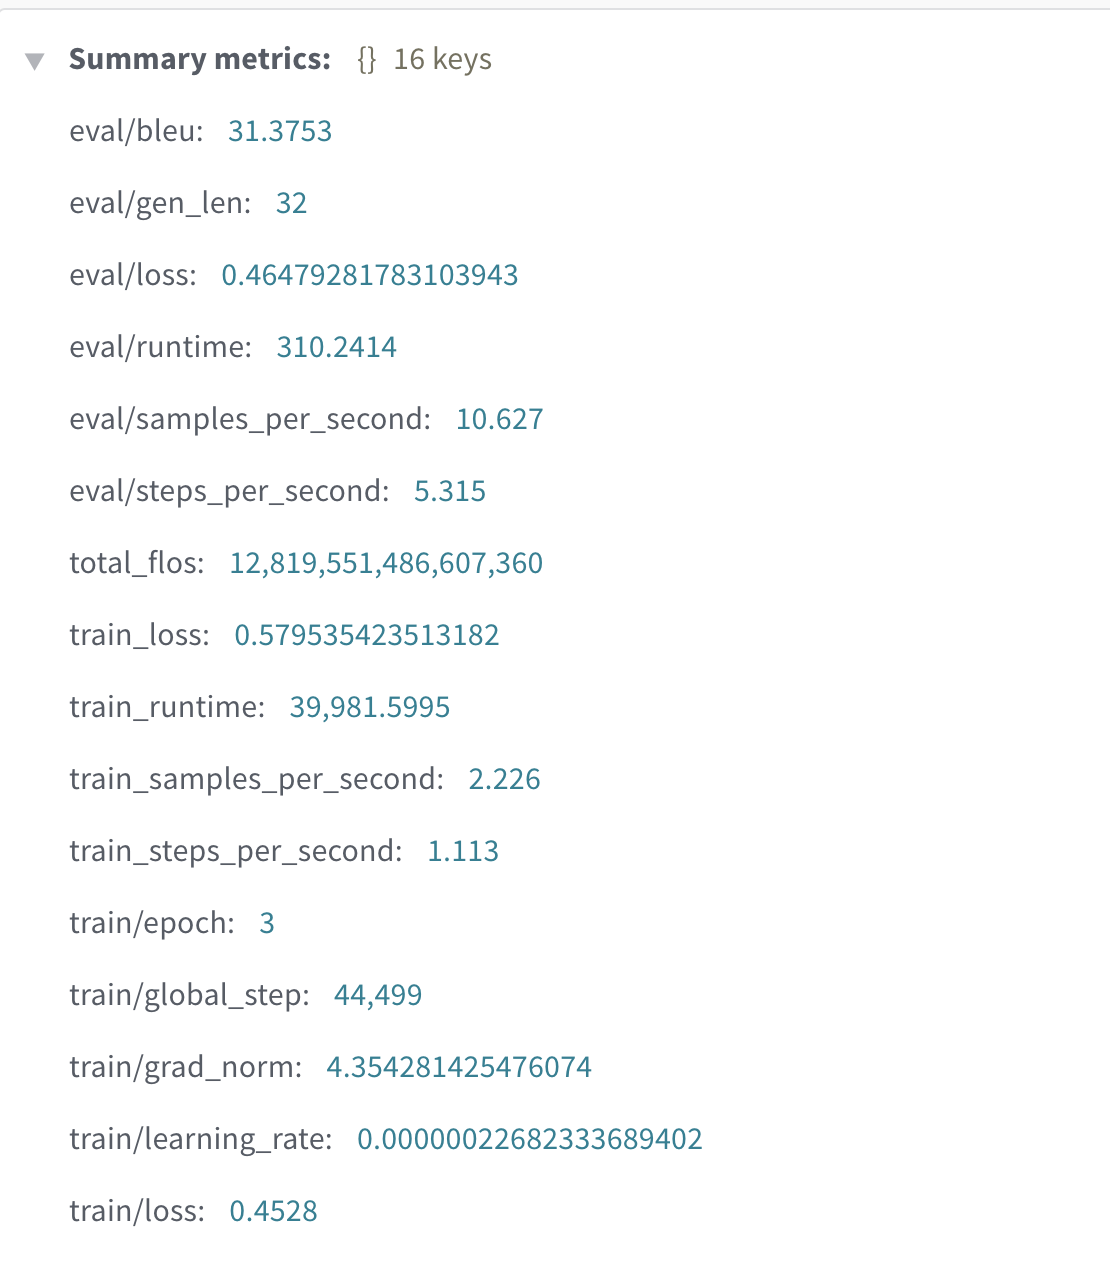 Summary metrics: {} 16 keys
eval/bleu: 31.3753
eval/gen_len: 32
eval/loss: 0.46479281783103943
eval/runtime: 310.2414
eval/samples_per_second: 10.627
eval/steps_per_second: 5.315
total_flos: 12,819,551,486,607,360
train_loss: 0.579535423513182
train_runtime: 39,981.5995
train_samples_per_second: 2.226
train_steps_per_second: 1.113
train/epoch: 3
train/global_step: 44,499
train/grad_norm: 4.354281425476074
train/learning_rate: 0.00000022682333689402
train/loss: 0.4528